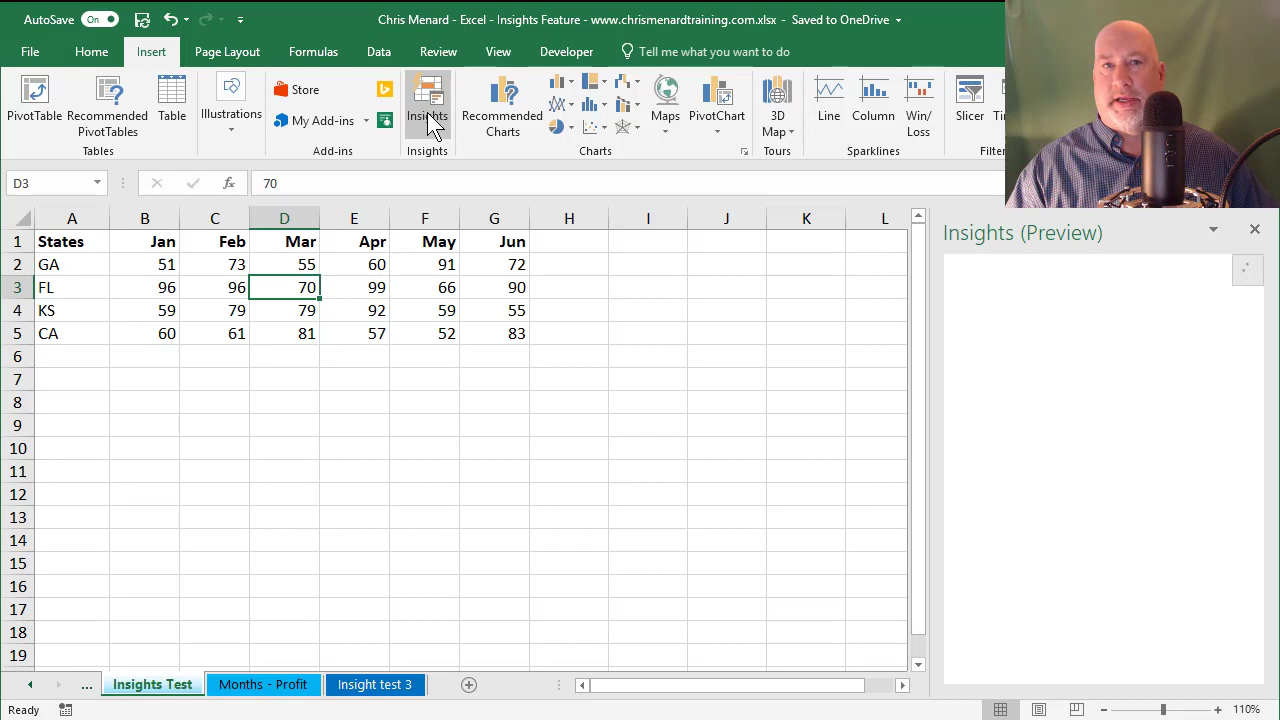 AutoSave On Chris Menard - Excel - Insights Feature - www.chrismenardtraining.com.xlsx - Saved to OneDrive
File Home Insert Page Layout Formulas Data Review View Developer Tell me what you want to do
PivotTable Recommended PivotTables Table Illustrations Store My Add-ins Insights Recommended Charts Maps PivotChart 3D Map Line Column Win/Loss Slicer
Tables Add-ins Insights Charts Tours Sparklines
D3 fx 70
A B C D E F G H I J K L
1 States Jan Feb Mar Apr May Jun
2 GA 51 73 55 60 91 72
3 FL 96 96 70 99 66 90
4 KS 59 79 79 92 59 55
5 CA 60 61 81 57 52 83
6
7
8
9
10
11
12
13
14
15
16
17
18
19
Insights (Preview)
... Insights Test Months - Profit Insight test 3
Ready 110%